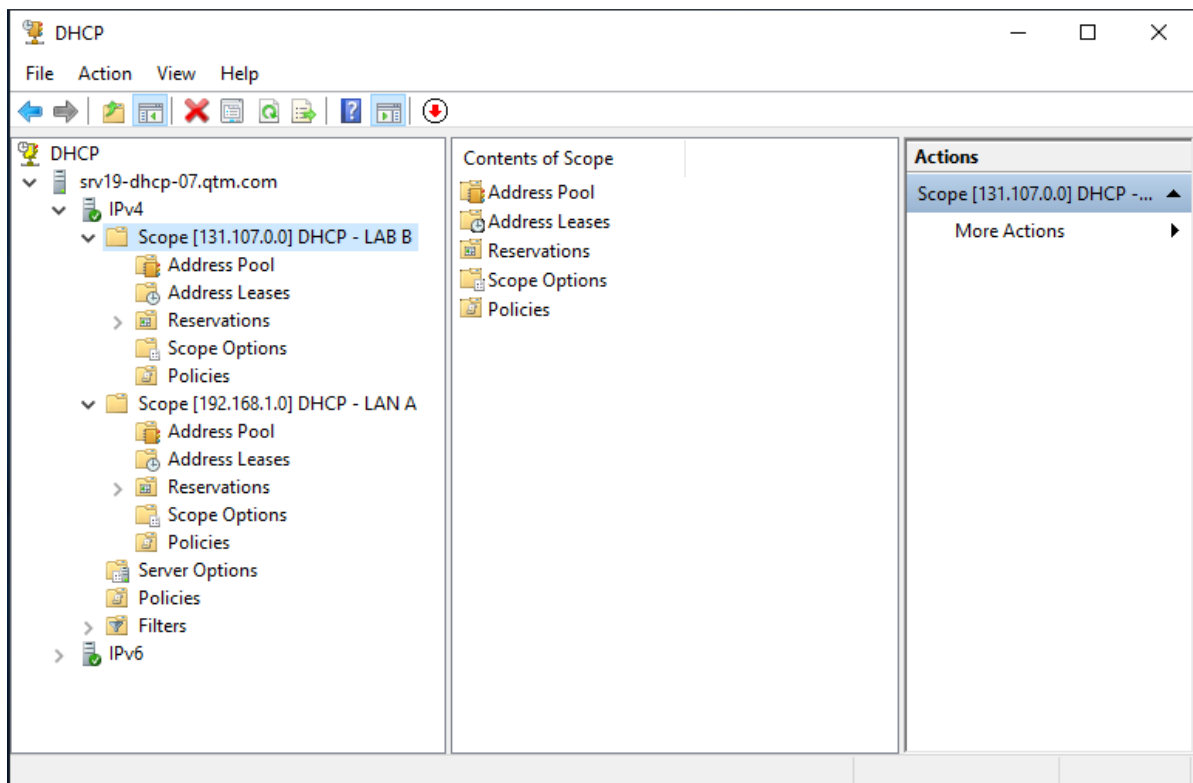 DHCP
File Action View Help
DHCP
srv19-dhcp-07.qtm.com
IPv4
Scope [131.107.0.0] DHCP - LAB B
Address Pool
Address Leases
Reservations
Scope Options
Policies
Scope [192.168.1.0] DHCP - LAN A
Address Pool
Address Leases
Reservations
Scope Options
Policies
Server Options
Policies
Filters
IPv6
Contents of Scope
Address Pool
Address Leases
Reservations
Scope Options
Policies
Actions
Scope [131.107.0.0] DHCP -...
More Actions